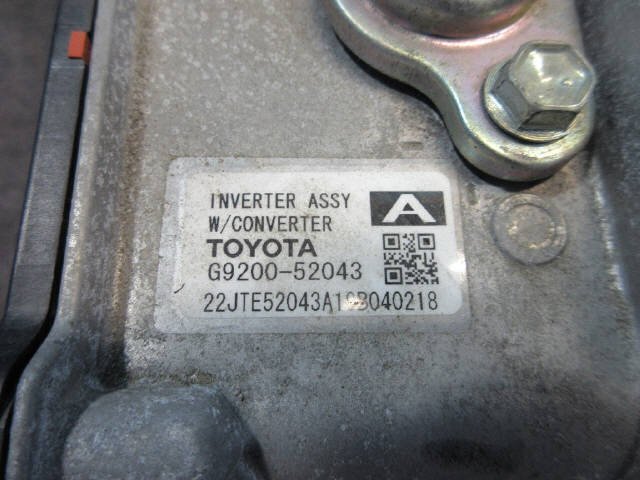 INVERTER ASSY
A
W/CONVERTER
TOYOTA
G9200-52043